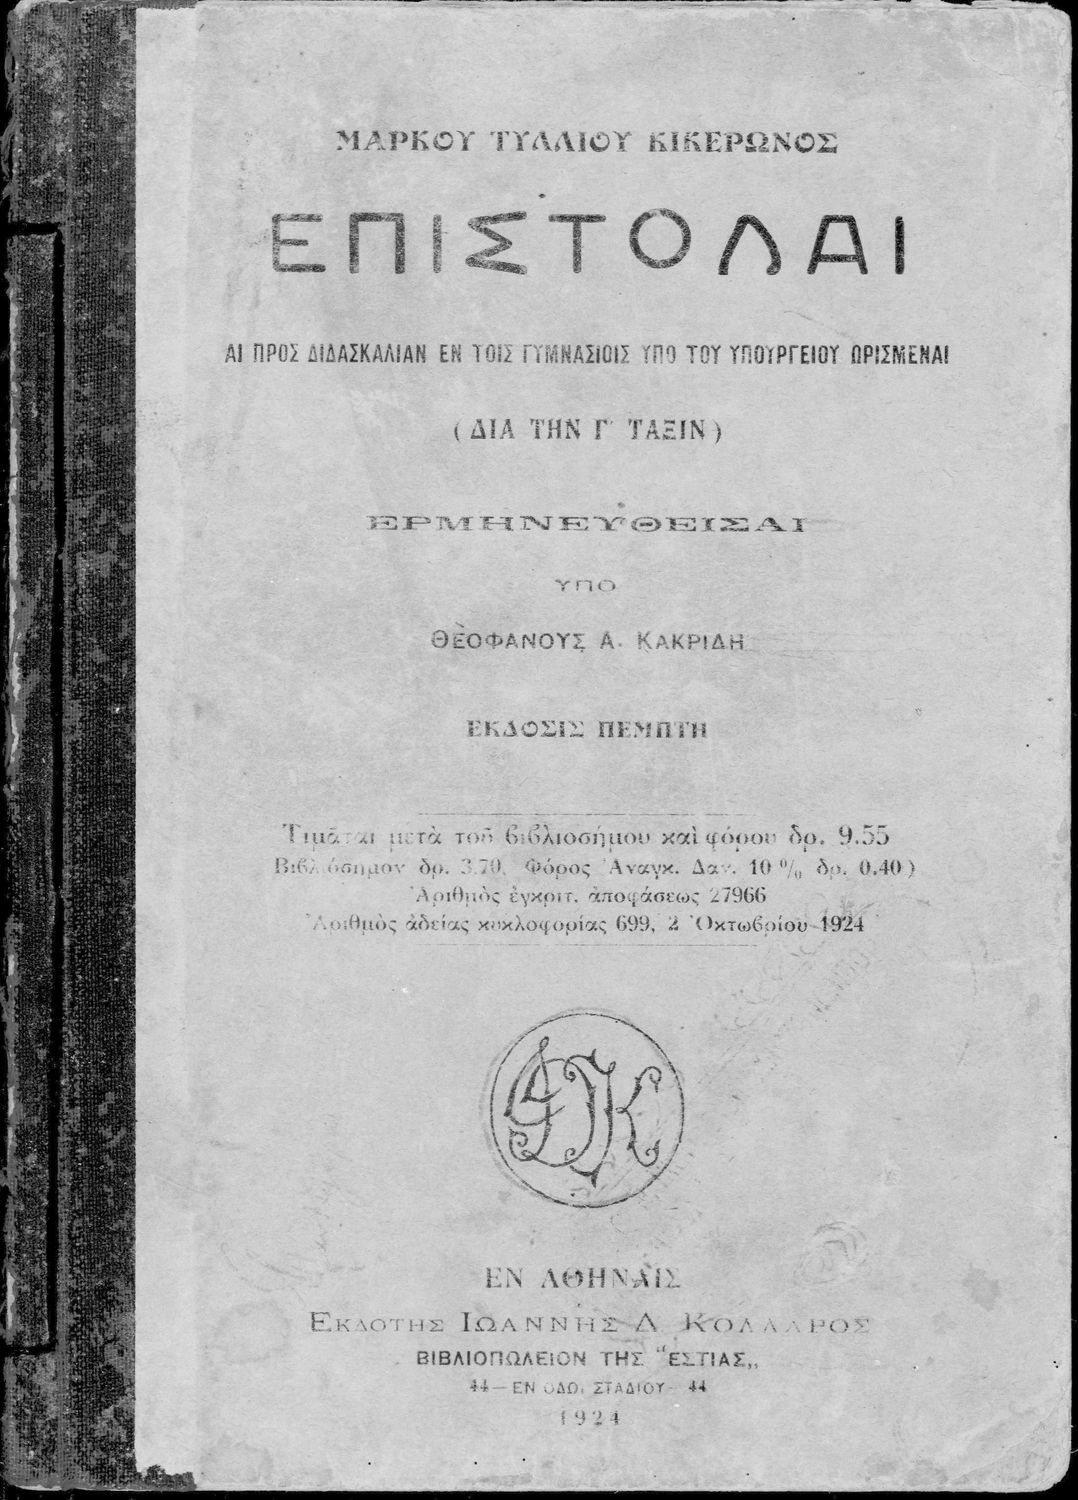 ΜΑΡΚΟΥ ΤΥΛΛΙΟΥ ΚΙΚΕΡΩΝΟΣ
ΕΠΙΣΤΟΛΑΙ
ΑΙ ΠΡΟΣ ΔΙΔΑΣΚΑΛΙΑΝ ΕΝ ΤΟΙΣ ΓΥΜΝΑΣΙΟΙΣ ΥΠΟ ΤΟΥ ΥΠΟΥΡΓΕΙΟΥ ΩΡΙΣΜΕΝΑΙ
(ΔΙΑ ΤΗΝ Γ΄ ΤΑΞΙΝ)
ΕΡΜΗΝΕΥΘΕΙΣΑΙ
ΥΠΟ
ΘΕΟΦΑΝΟΥΣ Α. ΚΑΚΡΙΔΗ
ΕΚΔΟΣΙΣ ΠΕΜΠΤΗ
Τιμᾶται μετὰ τοῦ βιβλιοσήμου καὶ φόρου δρ. 9.55
Βιβλιόσημον δρ. 3.70, Φόρος Ἀναγκ. Δαν. 10 % δρ. 0.40)
Ἀριθμὸς ἐγκριτ. ἀποφάσεως 27966
Ἀριθμὸς ἀδείας κυκλοφορίας 699, 2 Ὀκτωβρίου 1924
ΙΔΚ
ΕΝ ΑΘΗΝΑΙΣ
ΕΚΔΟΤΗΣ ΙΩΑΝΝΗΣ Δ. ΚΟΛΛΑΡΟΣ
ΒΙΒΛΙΟΠΩΛΕΙΟΝ ΤΗΣ "ΕΣΤΙΑΣ„
44—ΕΝ ΟΔΩι ΣΤΑΔΙΟΥ—44
1924